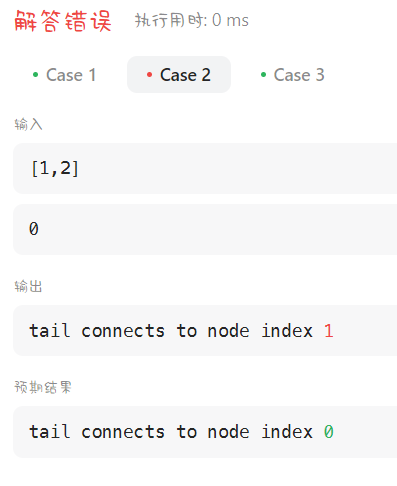 解答错误 执行用时: 0 ms
Case 1 Case 2 Case 3
输入
[1,2]
0
输出
tail connects to node index 1
预期结果
tail connects to node index 0